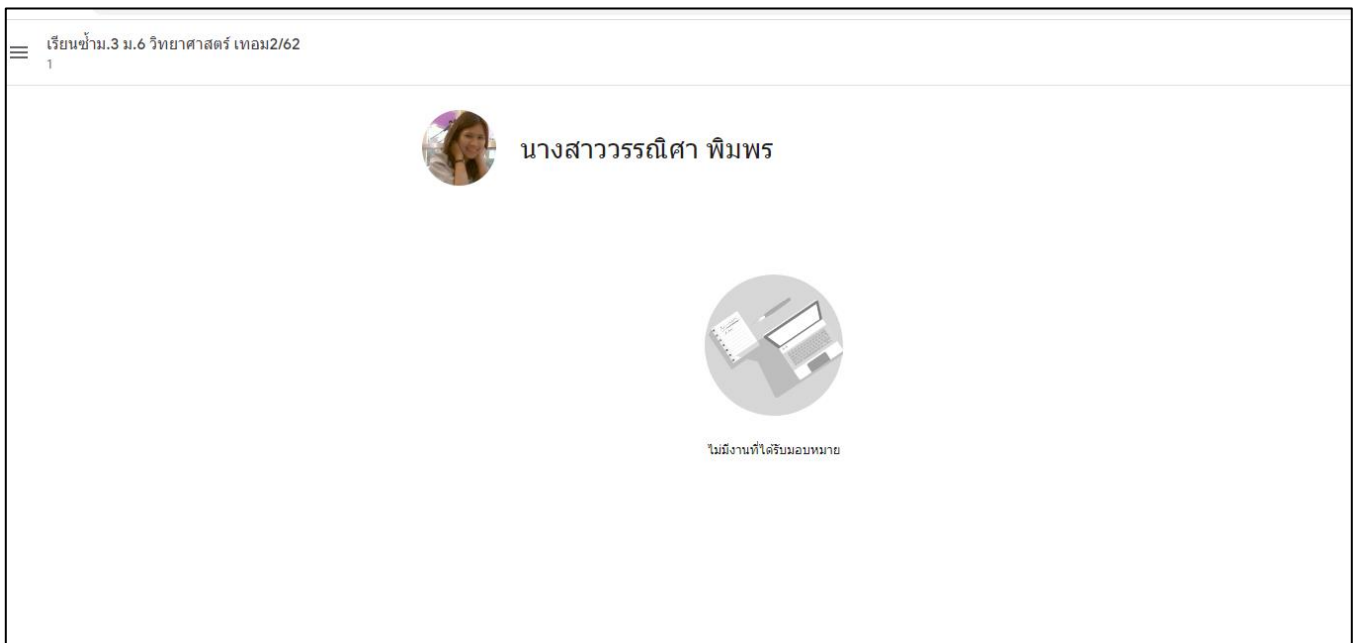 เรียนซ้ำม.3 ม.6 วิทยาศาสตร์ เทอม2/62
1
นางสาววรรณิศา พิมพร
ไม่มีงานที่ได้รับมอบหมาย